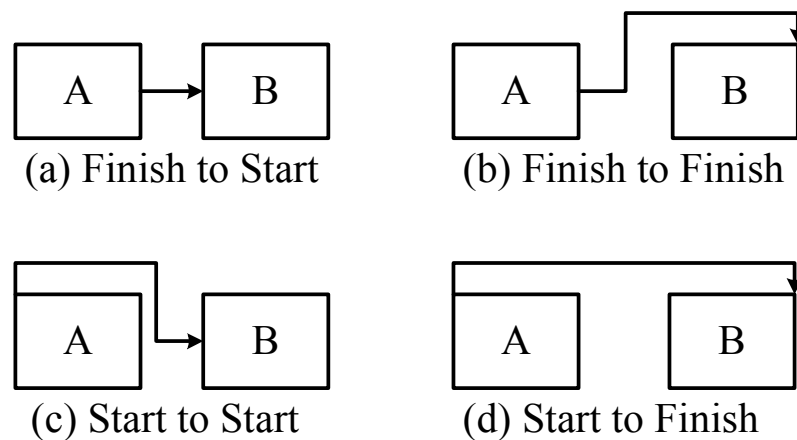 A B
A B
(a) Finish to Start
(b) Finish to Finish
A B
A B
(c) Start to Start
(d) Start to Finish